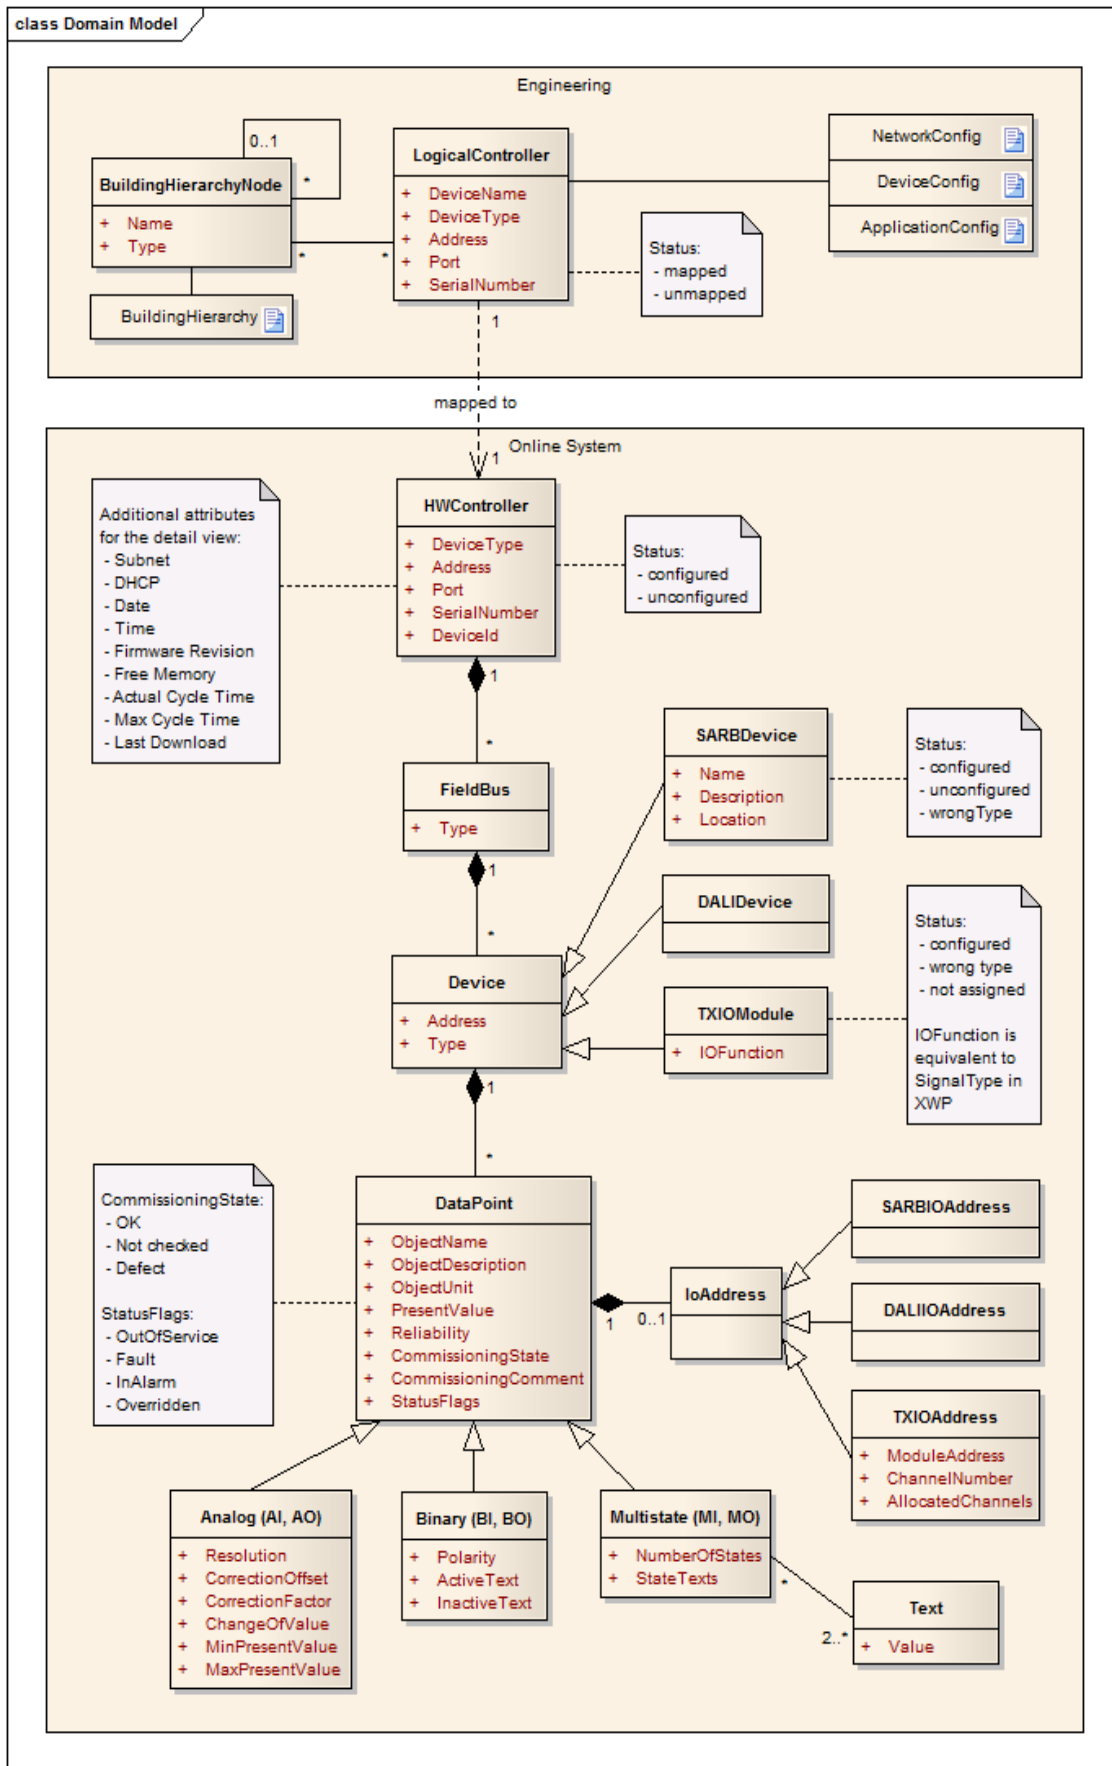 class Domain Model
Engineering
0..1
*
BuildingHierarchyNode
+ Name
+ Type
*
*
BuildingHierarchy
LogicalController
+ DeviceName
+ DeviceType
+ Address
+ Port
+ SerialNumber
1
NetworkConfig
DeviceConfig
ApplicationConfig
Status:
- mapped
- unmapped
mapped to
Online System
1
Additional attributes
for the detail view:
- Subnet
- DHCP
- Date
- Time
- Firmware Revision
- Free Memory
- Actual Cycle Time
- Max Cycle Time
- Last Download
HWController
+ DeviceType
+ Address
+ Port
+ SerialNumber
+ DeviceId
Status:
- configured
- unconfigured
1
*
FieldBus
+ Type
1
*
SARBDevice
+ Name
+ Description
+ Location
Status:
- configured
- unconfigured
- wrongType
DALIDevice
Device
+ Address
+ Type
1
*
TXIOModule
+ IOFunction
Status:
- configured
- wrong type
- not assigned
IOFunction is
equivalent to
SignalType in
XWP
CommissioningState:
- OK
- Not checked
- Defect
StatusFlags:
- OutOfService
- Fault
- InAlarm
- Overridden
DataPoint
+ ObjectName
+ ObjectDescription
+ ObjectUnit
+ PresentValue
+ Reliability
+ CommissioningState
+ CommissioningComment
+ StatusFlags
1
0..1
IoAddress
SARBIOAddress
DALIIOAddress
TXIOAddress
+ ModuleAddress
+ ChannelNumber
+ AllocatedChannels
Analog (AI, AO)
+ Resolution
+ CorrectionOffset
+ CorrectionFactor
+ ChangeOfValue
+ MinPresentValue
+ MaxPresentValue
Binary (BI, BO)
+ Polarity
+ ActiveText
+ InactiveText
Multistate (MI, MO)
+ NumberOfStates
+ StateTexts
*
2..*
Text
+ Value